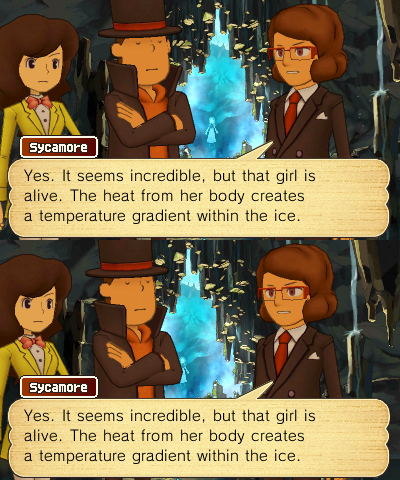 Sycamore
Yes. It seems incredible, but that girl is
alive. The heat from her body creates
a temperature gradient within the ice.
Sycamore
Yes. It seems incredible, but that girl is
alive. The heat from her body creates
a temperature gradient within the ice.